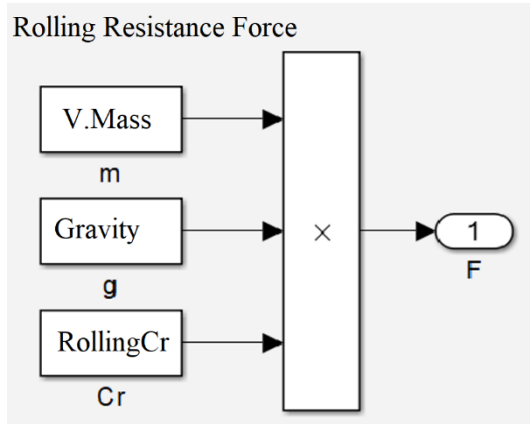 Rolling Resistance Force
V.Mass
m
Gravity
g
RollingCr
Cr
×
1
F